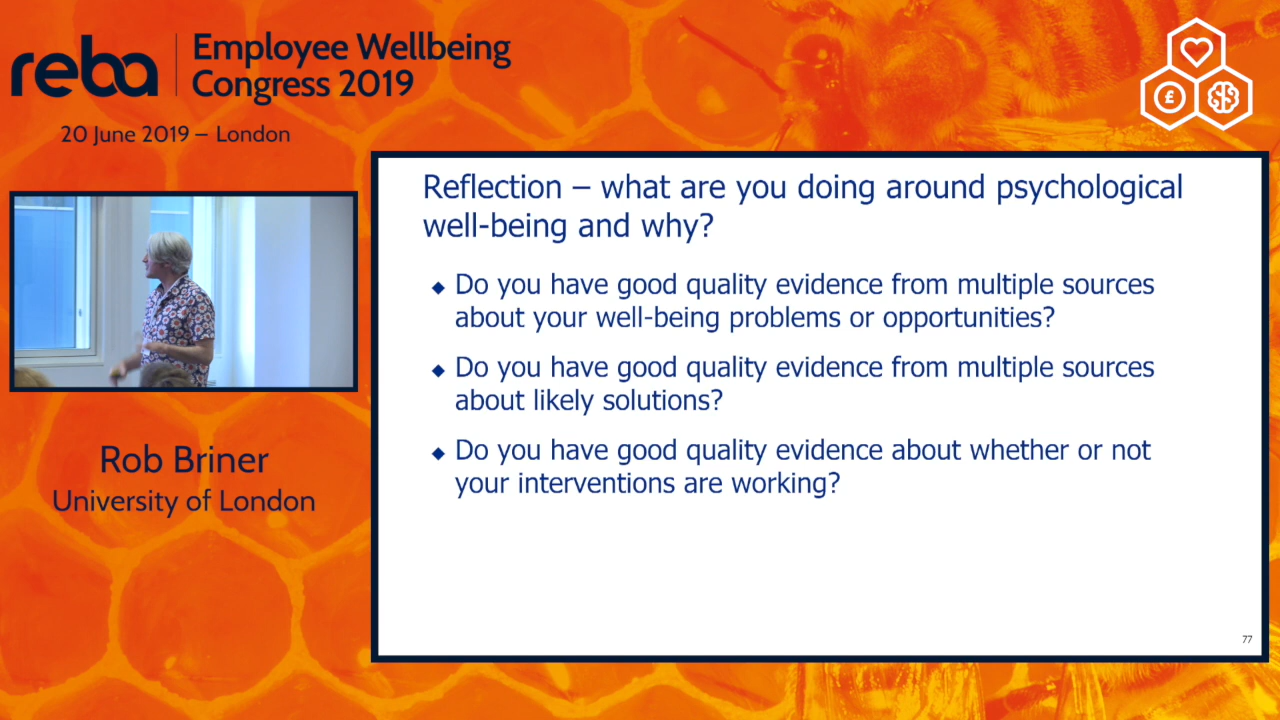 reba
Employee Wellbeing
Congress 2019
20 June 2019 – London
£
Rob Briner
University of London
Reflection – what are you doing around psychological
well-being and why?
◆ Do you have good quality evidence from multiple sources
about your well-being problems or opportunities?
◆ Do you have good quality evidence from multiple sources
about likely solutions?
◆ Do you have good quality evidence about whether or not
your interventions are working?
77